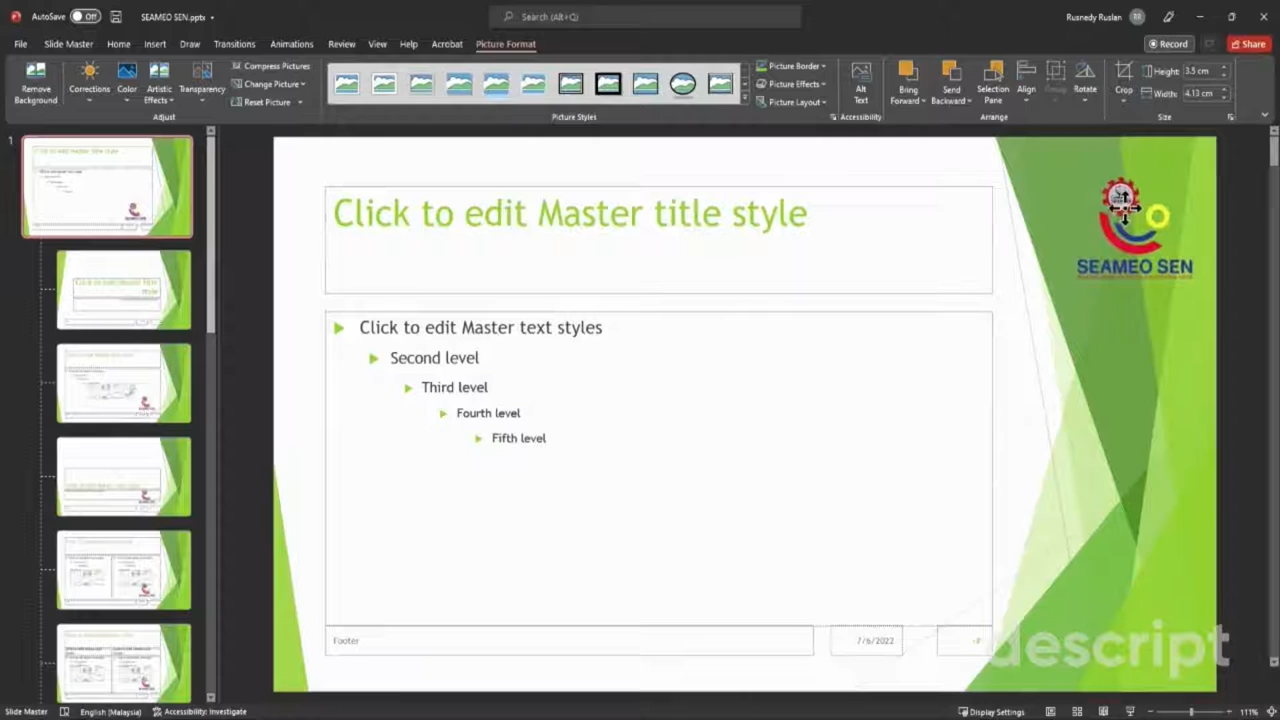 AutoSave Off SEAMEO SEN.pptx Search (Alt+Q) Rusnedy Ruslan RR
File Slide Master Home Insert Draw Transitions Animations Review View Help Acrobat Picture Format Record Share
Remove Background
Corrections
Color
Artistic Effects
Transparency
Compress Pictures
Change Picture
Reset Picture
Picture Border
Picture Effects
Picture Layout
Alt Text
Bring Forward
Send Backward
Selection Pane
Align
Group
Rotate
Crop
Height: 3.5 cm
Width: 4.13 cm
Adjust Picture Styles Accessibility Arrange Size
1
Click to edit Master title style
SEAMEO SEN
Click to edit Master text styles
Second level
Third level
Fourth level
Fifth level
Footer 7/6/2022
descript
Slide Master English (Malaysia) Accessibility: Investigate Display Settings 111%